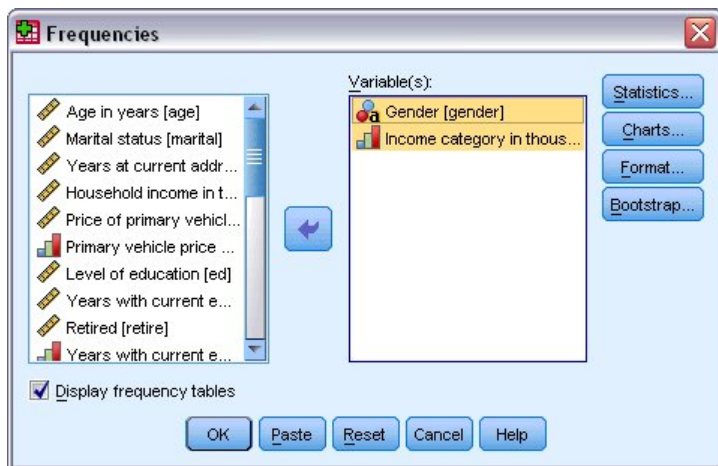 Frequencies
Age in years [age]
Marital status [marital]
Years at current addr...
Household income in t...
Price of primary vehicl...
Primary vehicle price ...
Level of education [ed]
Years with current e...
Retired [retire]
Years with current e...
Variable(s):
Gender [gender]
Income category in thous...
Statistics...
Charts...
Format...
Bootstrap...
Display frequency tables
OK
Paste
Reset
Cancel
Help